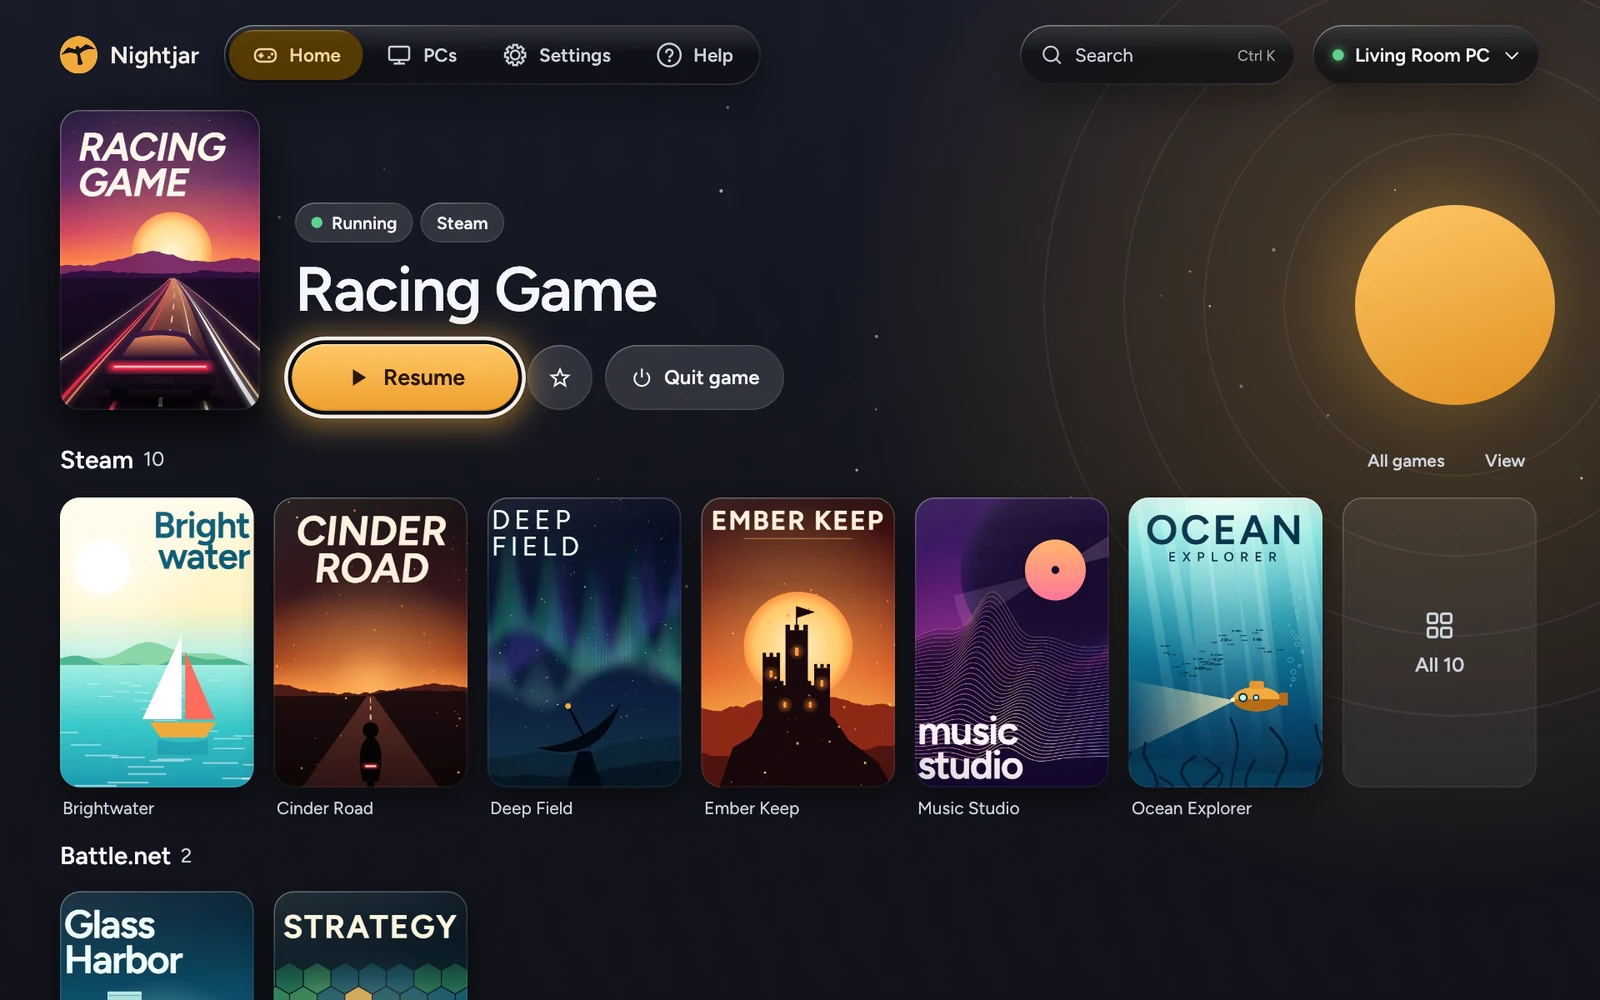 Nightjar
Home
PCs
Settings
Help
Search
Ctrl K
Living Room PC
RACING
GAME
Running
Steam
Racing Game
Resume
Quit game
Steam 10
All games
View
Bright
water
CINDER
ROAD
DEEP
FIELD
EMBER KEEP
music
studio
OCEAN
EXPLORER
All 10
Brightwater
Cinder Road
Deep Field
Ember Keep
Music Studio
Ocean Explorer
Battle.net 2
Glass
Harbor
STRATEGY